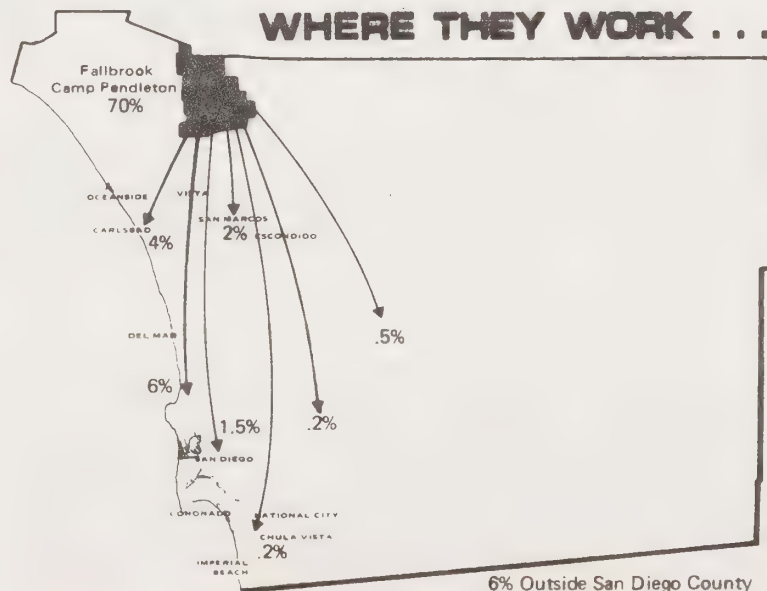 WHERE THEY WORK . . .
Fallbrook
Camp Pendleton
70%
OCEANSIDE
VISTA
CARLSBAD
4%
SAN MARCOS
2%
ESCONDIDO
DEL MAR
.5%
6%
1.5%
.2%
SAN DIEGO
CORONADO
NATIONAL CITY
CHULA VISTA
.2%
IMPERIAL
BEACH
6% Outside San Diego County